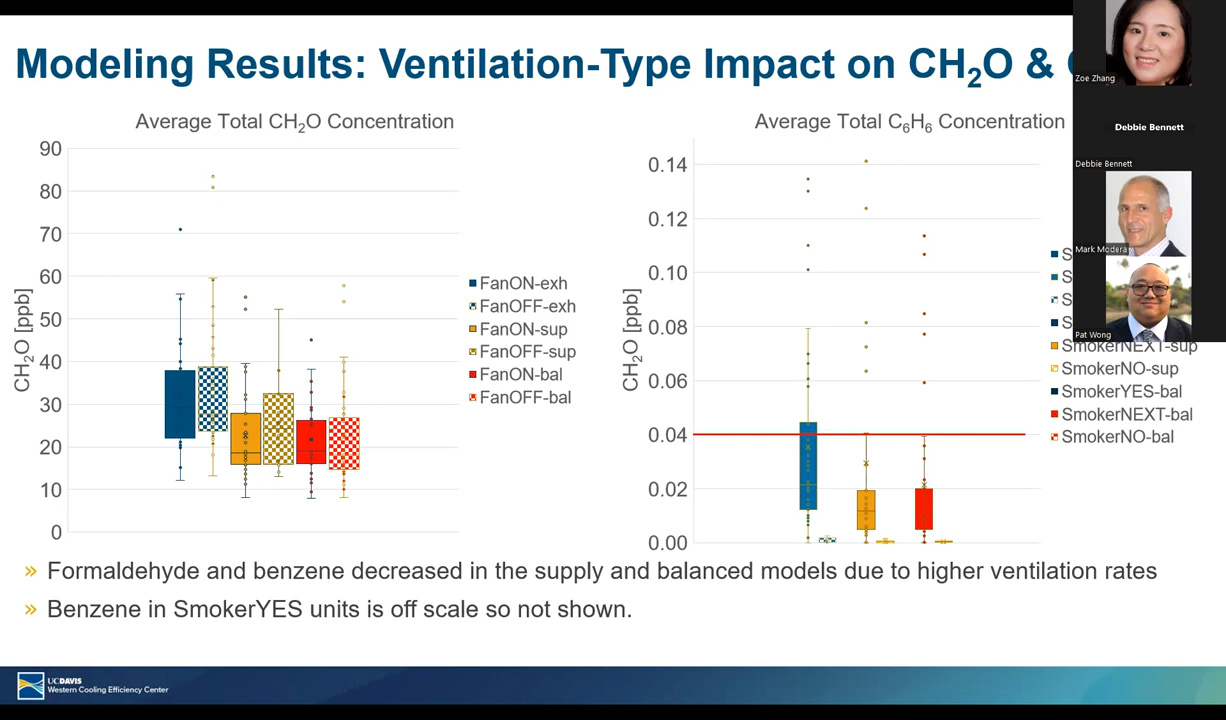 Modeling Results: Ventilation-Type Impact on CH₂O &
Zoe Zhang
Debbie Bennett
Debbie Bennett
Mark Modera
Pat Wong
Average Total CH₂O Concentration
90
80
70
60
50
40
30
20
10
0
CH₂O [ppb]
FanON-exh
FanOFF-exh
FanON-sup
FanOFF-sup
FanON-bal
FanOFF-bal
Average Total C₆H₆ Concentration
0.14
0.12
0.10
0.08
0.06
0.04
0.02
0.00
CH₂O [ppb]
SmokerNEXT-sup
SmokerNO-sup
SmokerYES-bal
SmokerNEXT-bal
SmokerNO-bal
» Formaldehyde and benzene decreased in the supply and balanced models due to higher ventilation rates
» Benzene in SmokerYES units is off scale so not shown.
UCDAVIS
Western Cooling Efficiency Center